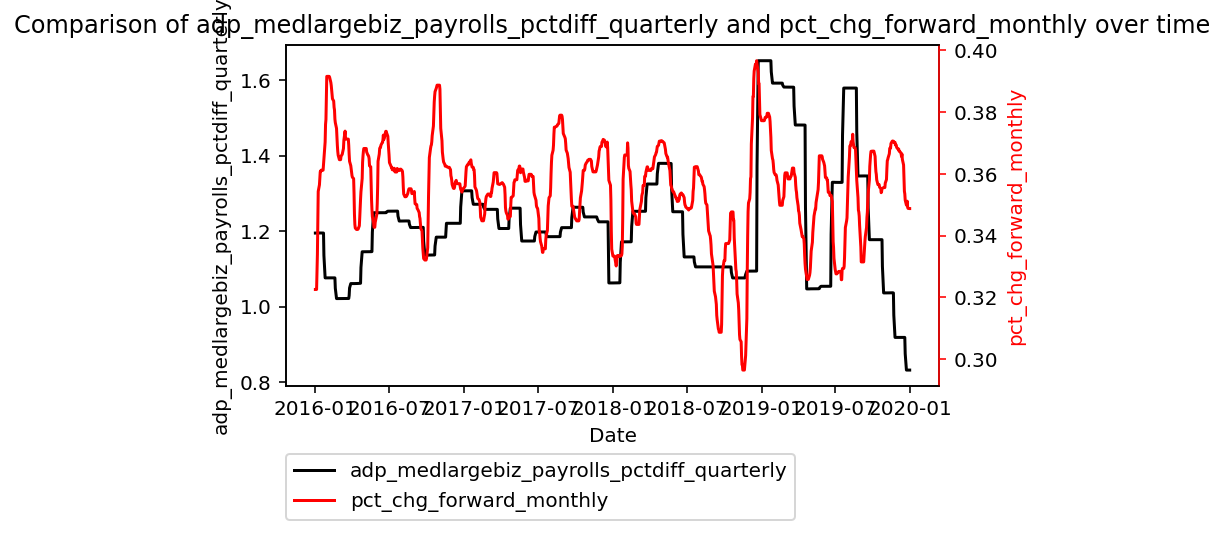 Comparison of adp_medlargebiz_payrolls_pctdiff_quarterly and pct_chg_forward_monthly over time
adp_medlargebiz_payrolls_pctdiff_quarterly
1.6
1.4
1.2
1.0
0.8
0.40
0.38
0.36
0.34
0.32
0.30
pct_chg_forward_monthly
2016-01 2016-07 2017-01 2017-07 2018-01 2018-07 2019-01 2019-07 2020-01
Date
adp_medlargebiz_payrolls_pctdiff_quarterly
pct_chg_forward_monthly